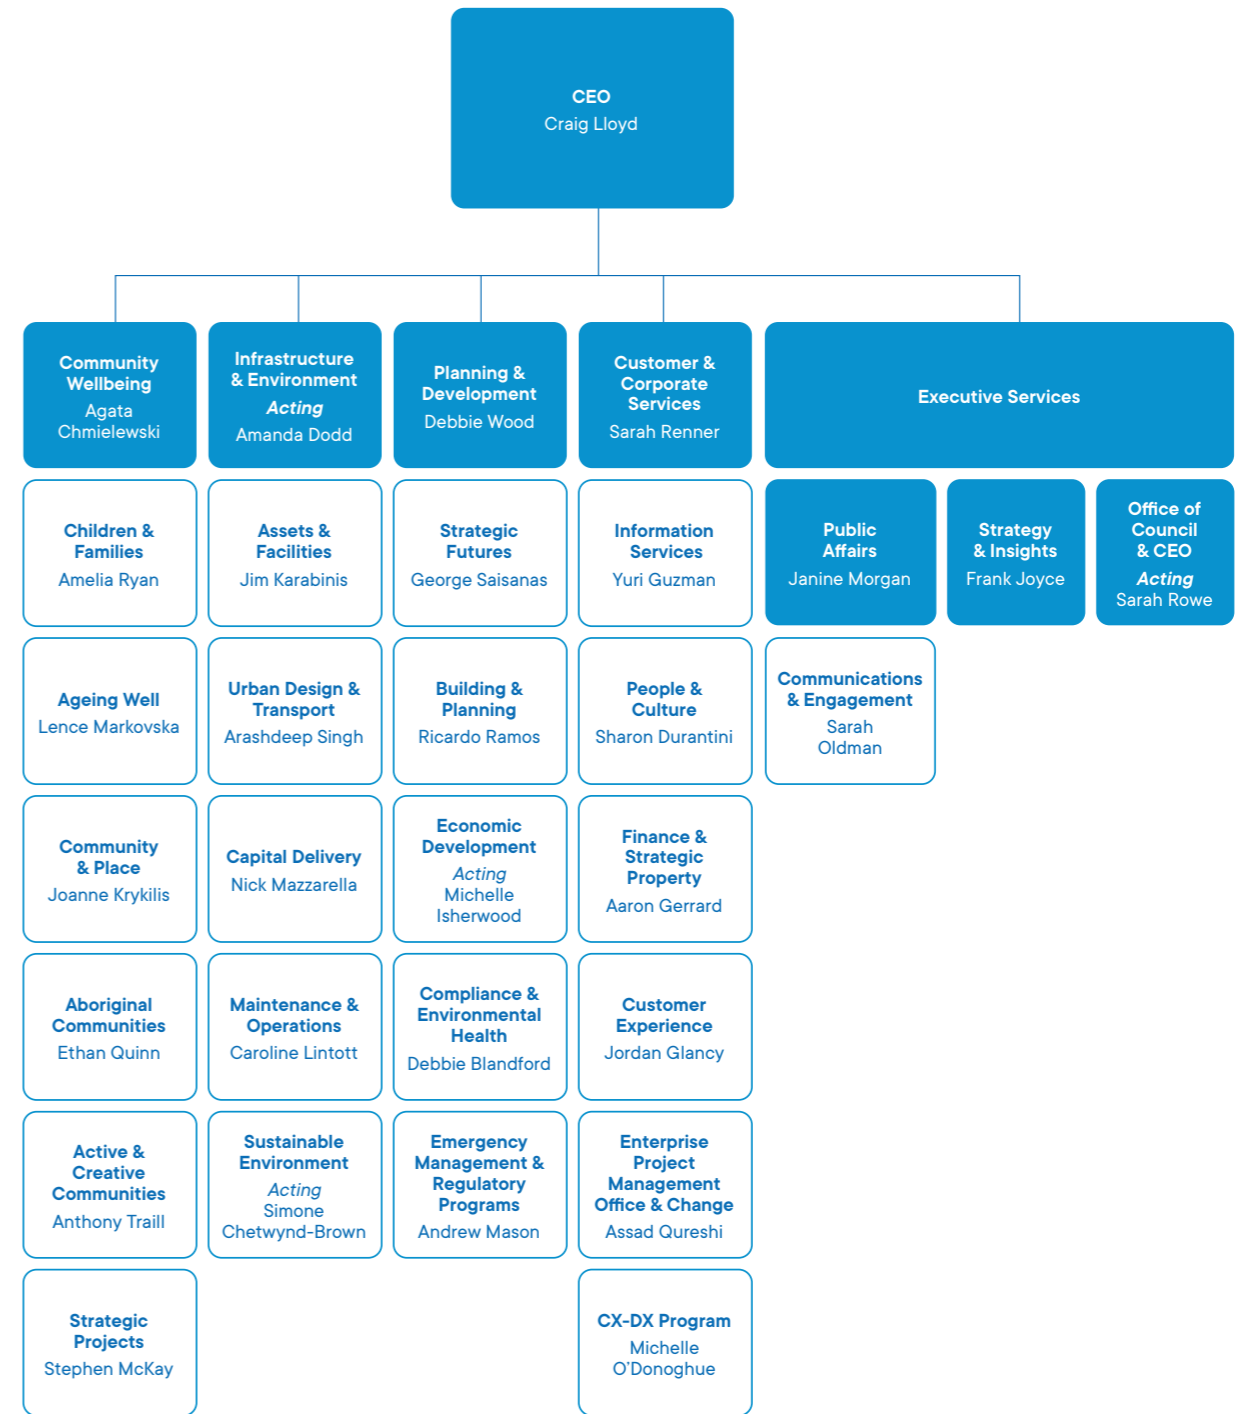 CEO
Craig Lloyd
Community
Wellbeing
Agata
Chmielewski
Infrastructure
& Environment
Acting
Amanda Dodd
Planning &
Development
Debbie Wood
Customer &
Corporate
Services
Sarah Renner
Executive Services
Children &
Families
Amelia Ryan
Assets &
Facilities
Jim Karabinis
Strategic
Futures
George Saisanas
Information
Services
Yuri Guzman
Public
Affairs
Janine Morgan
Strategy
& Insights
Frank Joyce
Office of
Council
& CEO
Acting
Sarah Rowe
Ageing Well
Lence Markovska
Urban Design &
Transport
Arashdeep Singh
Building &
Planning
Ricardo Ramos
People &
Culture
Sharon Durantini
Communications
& Engagement
Sarah
Oldman
Community
& Place
Joanne Krykilis
Capital Delivery
Nick Mazzarella
Economic
Development
Acting
Michelle
Isherwood
Finance &
Strategic
Property
Aaron Gerrard
Aboriginal
Communities
Ethan Quinn
Maintenance &
Operations
Caroline Lintott
Compliance &
Environmental
Health
Debbie Blandford
Customer
Experience
Jordan Glancy
Active &
Creative
Communities
Anthony Traill
Sustainable
Environment
Acting
Simone
Chetwynd-Brown
Emergency
Management &
Regulatory
Programs
Andrew Mason
Enterprise
Project
Management
Office & Change
Assad Qureshi
Strategic
Projects
Stephen McKay
CX-DX Program
Michelle
O'Donoghue